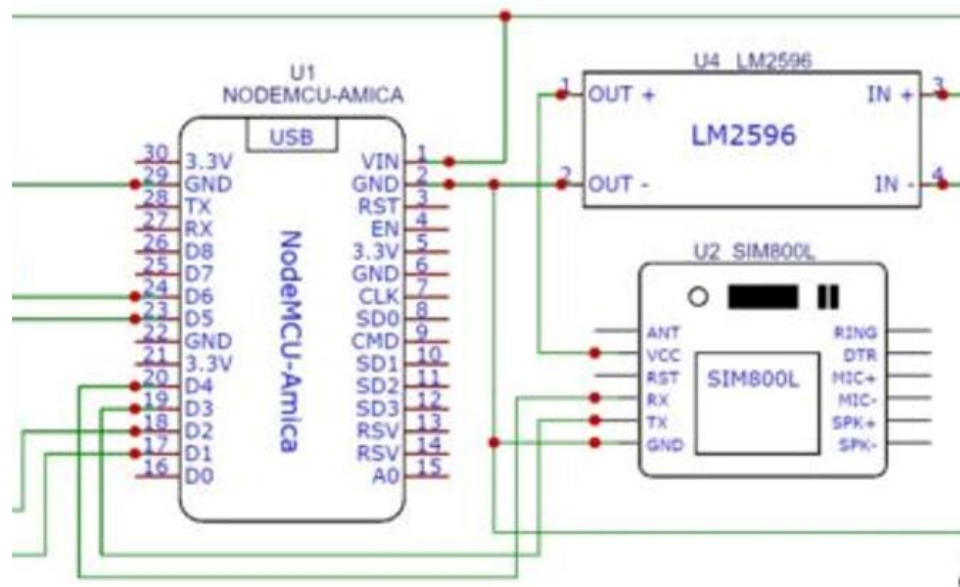 U1
NODEMCU-AMICA
USB
NodeMCU-Amica
30 3.3V
29 GND
28 TX
27 RX
26 D8
25 D7
24 D6
23 D5
22 GND
21 3.3V
20 D4
19 D3
18 D2
17 D1
16 D0
VIN 1
GND 2
RST 3
EN 4
3.3V 5
GND 6
CLK 7
SD0 8
CMD 9
SD1 10
SD2 11
SD3 12
RSV 13
RSV 14
A0 15
U4 LM2596
1 OUT + IN + 3
LM2596
2 OUT - IN - 4
U2 SIM800L
ANT RING
VCC DTR
RST MIC+
RX MIC-
TX SPK+
GND SPK-
SIM800L